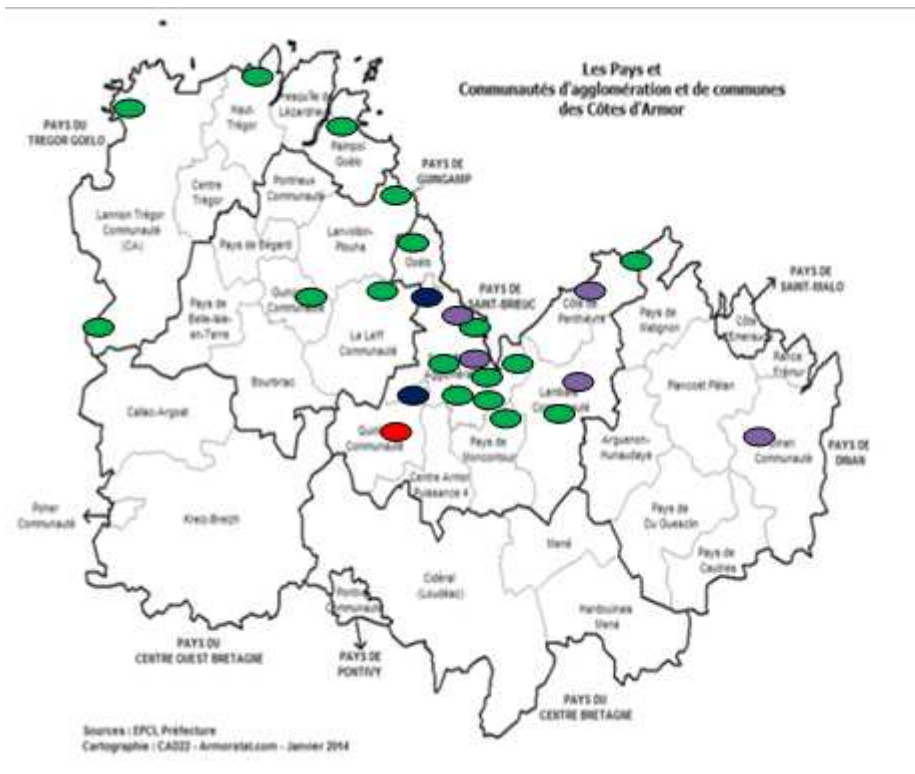 Les Pays et
Communautés d'agglomération et de communes
des Côtes d'Armor
PAYS DU
TREGOR GOELO
Haut-
Trégor
Presqu'île de
Lézardrieux
Paimpol-
Goëlo
PAYS DE
GUINGAMP
Centre
Trégor
Pontrieux
Communauté
Lannion Trégor
Communauté
(CA)
Lanvollon-
Plouha
Pays de Bégard
Goëlo
PAYS DE
SAINT-BRIEUC
PAYS DE
SAINT-MALO
Pays de
Belle-Isle-
en-Terre
Communauté
Côte de
Penthièvre
Pays de
Matignon
Côte
Rance
Frémur
Le Leff
Communauté
Bourbriac
Plancoët Plélan
Callac-Argoat
Communauté
Pays de
Moncontour
Arguenon-
Hunaudaye
Communauté
PAYS DE
DINAN
Centre Armor
Puissance 4
Poher
Communauté
Kreiz-Breizh
Pays de
Du Guesclin
Mené
Pays de
Caulnes
Cidéral
(Loudéac)
Communauté
Hardouinais
Mené
PAYS DU
CENTRE OUEST BRETAGNE
PAYS DE
PONTIVY
PAYS DU
CENTRE BRETAGNE
Sources : EPCI, Préfecture
Cartographie : CAD22 - Armorstat.com - Janvier 2014